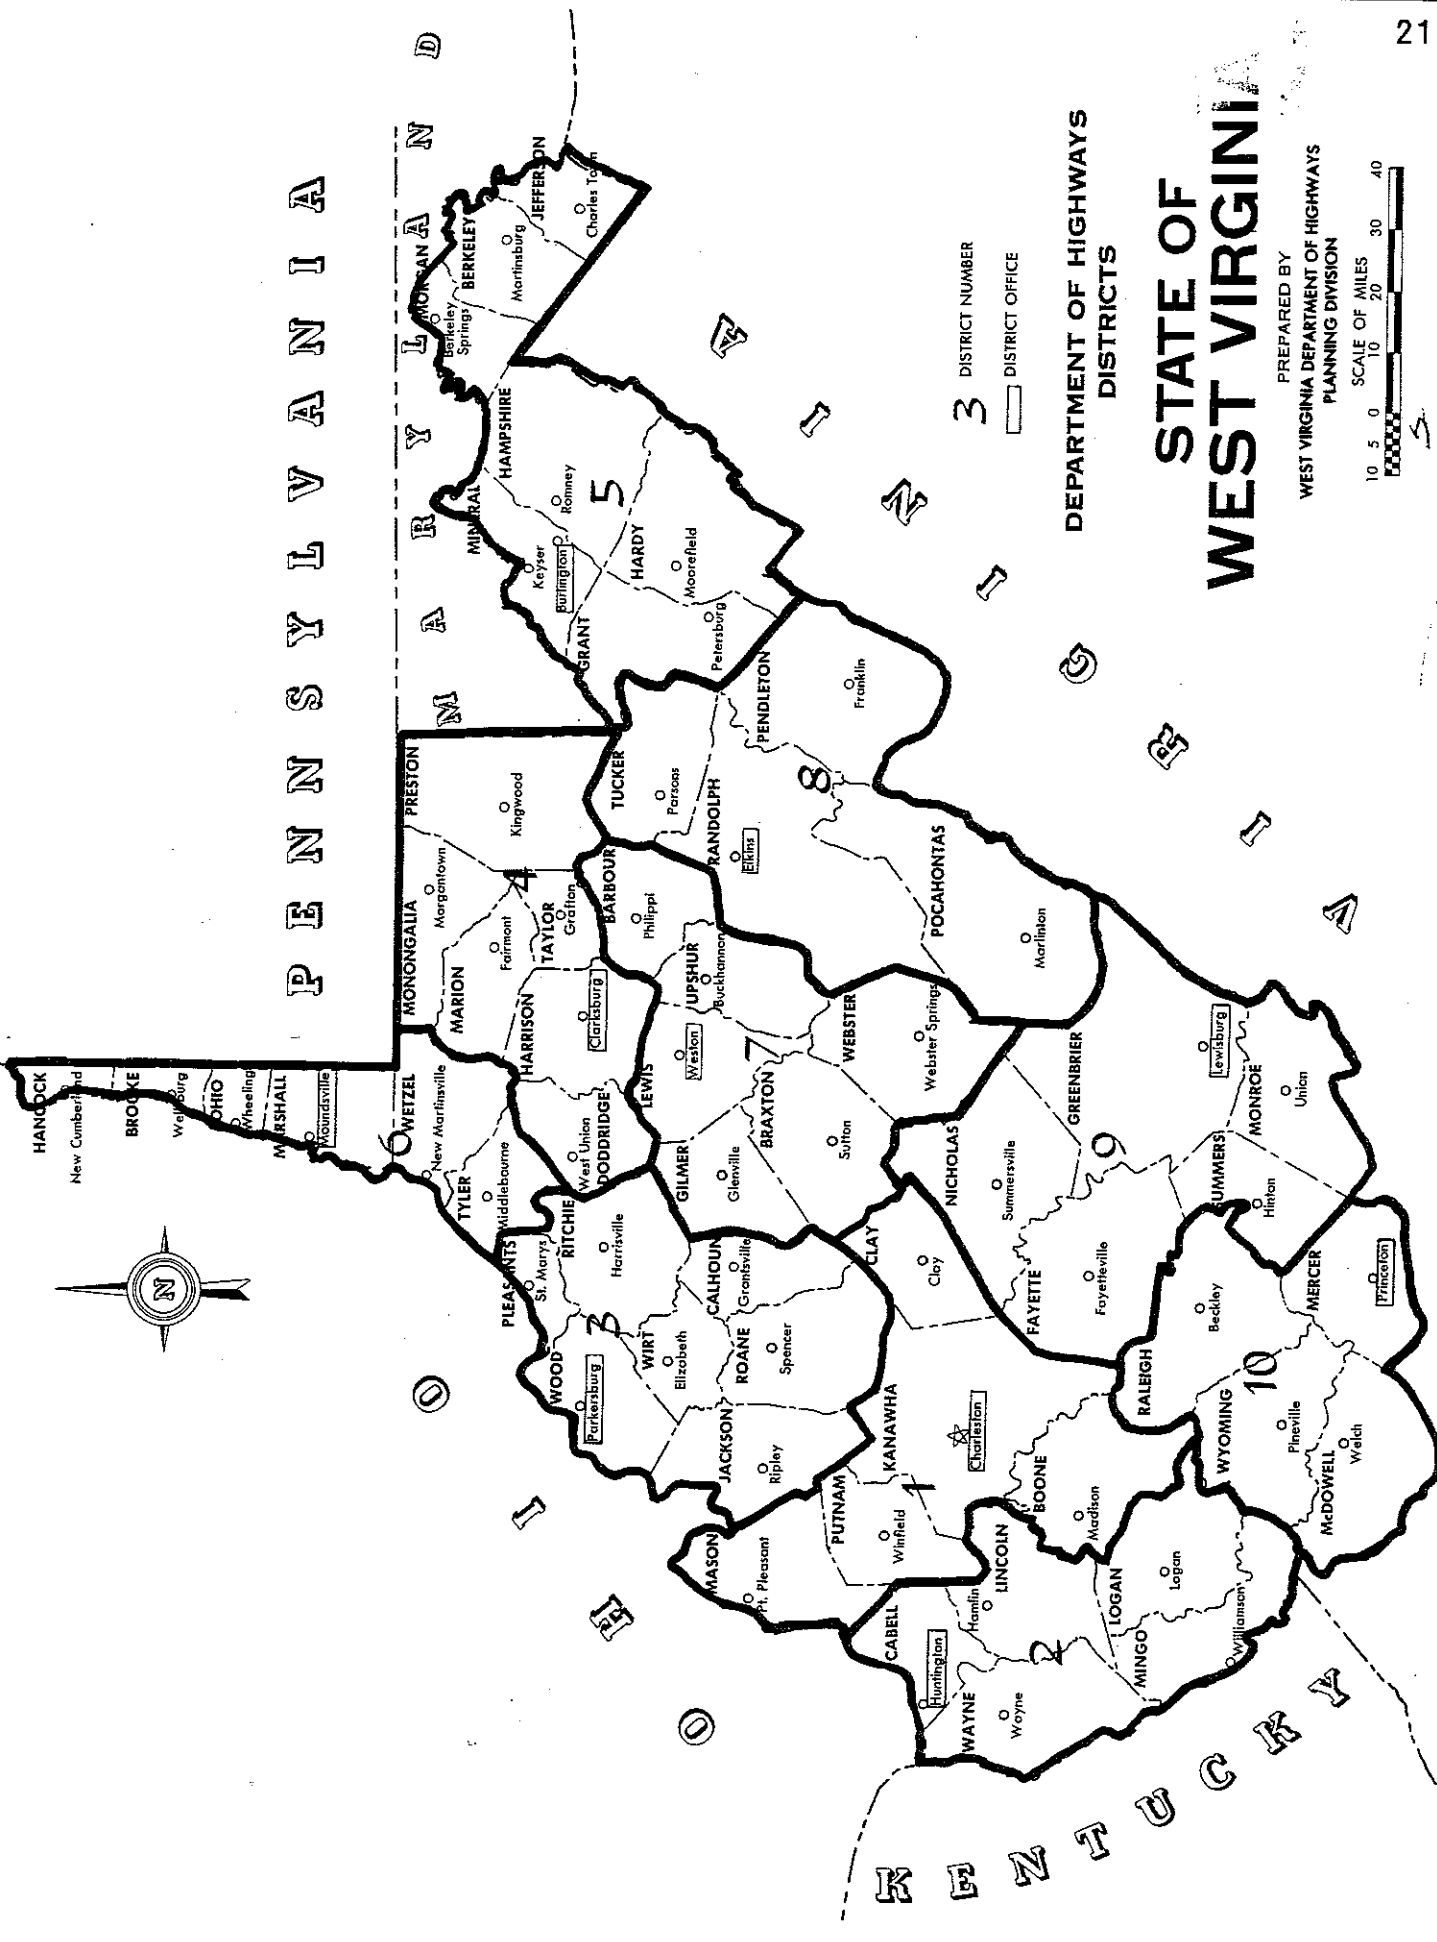 21
PENNSYLVANIA
MARYLAND
OHIO
KENTUCKY
VIRGINIA
N
HANCOCK
New Cumberland
BROOKE
Wellsburg
OHIO
Wheeling
MARSHALL
Moundsville
6
WETZEL
New Martinsville
TYLER
Middlebourne
PLEASANTS
St. Marys
RITCHIE
Harrisville
DODDRIDGE
West Union
WOOD
Parkersburg
3
WIRT
Elizabeth
CALHOUN
Grantsville
ROANE
Spencer
JACKSON
Ripley
MONONGALIA
Morgantown
PRESTON
Kingwood
MARION
Fairmont
4
TAYLOR
Grafton
HARRISON
Clarksburg
BARBOUR
Philippi
LEWIS
Weston
UPSHUR
Buckhannon
7
GILMER
Glenville
BRAXTON
Sutton
WEBSTER
Webster Springs
TUCKER
Parsons
RANDOLPH
Elkins
PENDLETON
Franklin
8
POCAHONTAS
Marlinton
GRANT
Petersburg
MINERAL
Keyser
Burlington
HAMPSHIRE
Romney
5
HARDY
Moorefield
MORGAN
Berkeley
Springs
BERKELEY
Martinsburg
JEFFERSON
Charles Town
MASON
Pt. Pleasant
PUTNAM
Winfield
1
KANAWHA
Charleston
CLAY
Clay
BOONE
Madison
CABELL
Huntington
WAYNE
Wayne
2
LINCOLN
Hamlin
LOGAN
Logan
MINGO
Williamson
NICHOLAS
Summersville
GREENBRIER
Lewisburg
9
FAYETTE
Fayetteville
SUMMERS
Hinton
MONROE
Union
RALEIGH
Beckley
10
WYOMING
Pineville
McDOWELL
Welch
MERCER
Princeton
3 DISTRICT NUMBER
DISTRICT OFFICE
DEPARTMENT OF HIGHWAYS
DISTRICTS
STATE OF
WEST VIRGINIA
PREPARED BY
WEST VIRGINIA DEPARTMENT OF HIGHWAYS
PLANNING DIVISION
SCALE OF MILES
10 5 0 10 20 30 40